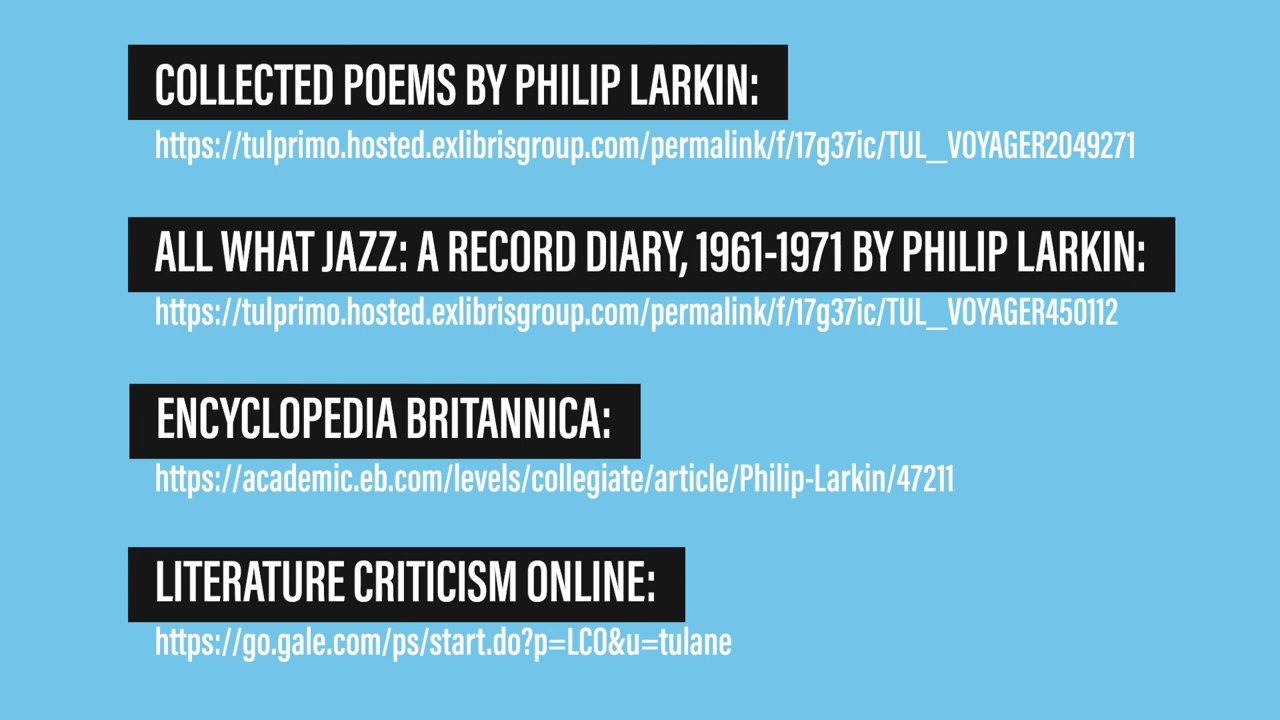 COLLECTED POEMS BY PHILIP LARKIN:
https://tulprimo.hosted.exlibrisgroup.com/permalink/f/17g37ic/TUL_VOYAGER2049271
ALL WHAT JAZZ: A RECORD DIARY, 1961-1971 BY PHILIP LARKIN:
https://tulprimo.hosted.exlibrisgroup.com/permalink/f/17g37ic/TUL_VOYAGER450112
ENCYCLOPEDIA BRITANNICA:
https://academic.eb.com/levels/collegiate/article/Philip-Larkin/47211
LITERATURE CRITICISM ONLINE:
https://go.gale.com/ps/start.do?p=LCO&u=tulane